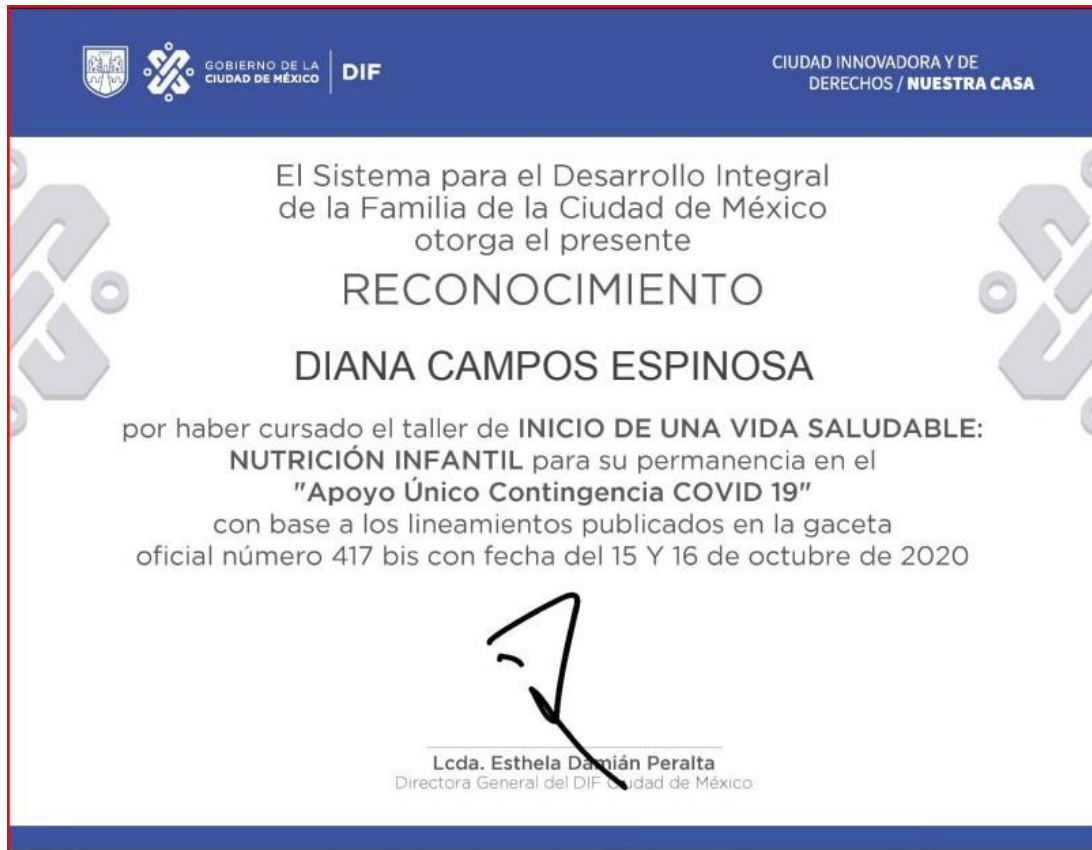 GOBIERNO DE LA
CIUDAD DE MÉXICO
DIF
CIUDAD INNOVADORA Y DE
DERECHOS / NUESTRA CASA
El Sistema para el Desarrollo Integral
de la Familia de la Ciudad de México
otorga el presente
RECONOCIMIENTO
DIANA CAMPOS ESPINOSA
por haber cursado el taller de INICIO DE UNA VIDA SALUDABLE:
NUTRICIÓN INFANTIL para su permanencia en el
"Apoyo Único Contingencia COVID 19"
con base a los lineamientos publicados en la gaceta
oficial número 417 bis con fecha del 15 Y 16 de octubre de 2020
Lcda. Esthela Damián Peralta
Directora General del DIF Ciudad de México